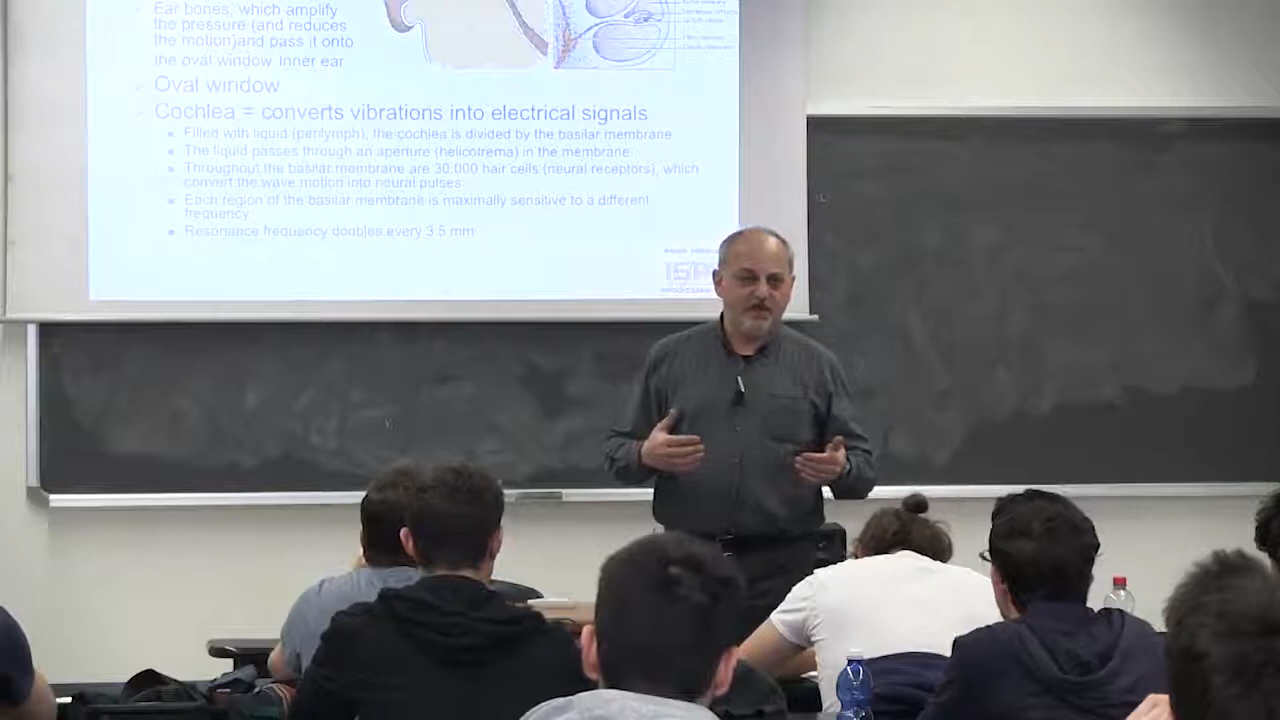 Ear bones, which amplify
the pressure (and reduces
the motion)and pass it onto
the oval window Inner ear
Oval window
Cochlea = converts vibrations into electrical signals
Filled with liquid (perilymph), the cochlea is divided by the basilar membrane
The liquid passes through an aperture (helicotrema) in the membrane
Throughout the basilar membrane are 30.000 hair cells (neural receptors), which
convert the wave motion into neural pulses
Each region of the basilar membrane is maximally sensitive to a different
frequency
Resonance frequency doubles every 3.5 mm